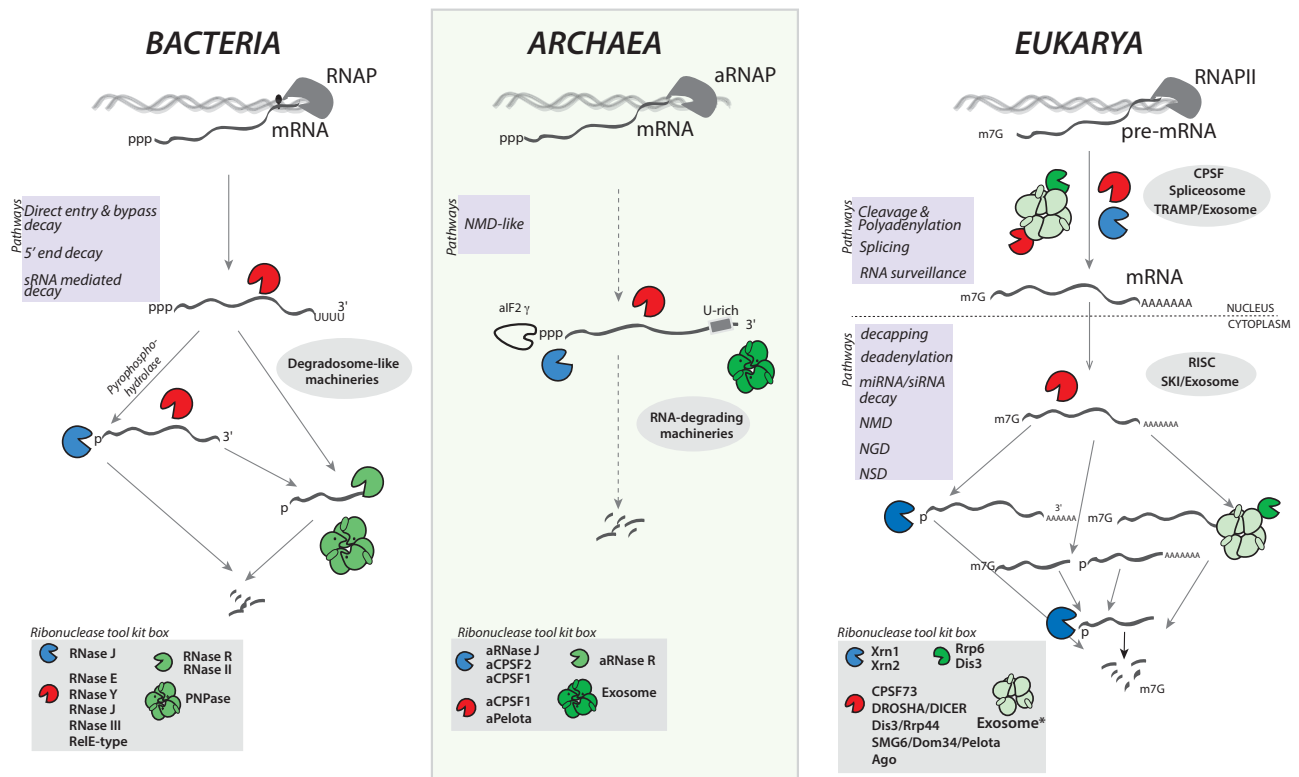 BACTERIA
RNAP
mRNA
ppp
Pathways
Direct entry & bypass
decay
5' end decay
sRNA mediated
decay
ppp
3'
UUUU
Pyrophospho-
hydrolase
Degradosome-like
machineries
p
3'
p
Ribonuclease tool kit box
RNase J
RNase E
RNase Y
RNase J
RNase III
RelE-type
RNase R
RNase II
PNPase
ARCHAEA
aRNAP
mRNA
ppp
Pathways
NMD-like
aIF2 γ
ppp
U-rich
3'
RNA-degrading
machineries
Ribonuclease tool kit box
aRNase J
aCPSF2
aCPSF1
aCPSF1
aPelota
aRNase R
Exosome
EUKARYA
RNAPII
m7G
pre-mRNA
CPSF
Spliceosome
TRAMP/Exosome
Pathways
Cleavage &
Polyadenylation
Splicing
RNA surveillance
mRNA
m7G
AAAAAAA
NUCLEUS
CYTOPLASM
Pathways
decapping
deadenylation
miRNA/siRNA
decay
NMD
NGD
NSD
RISC
SKI/Exosome
m7G
AAAAAAA
p
3'
AAAAAA
m7G
m7G
p
AAAAAAA
p
m7G
Ribonuclease tool kit box
Xrn1
Xrn2
Rrp6
Dis3
CPSF73
DROSHA/DICER
Dis3/Rrp44
SMG6/Dom34/Pelota
Ago
Exosome*